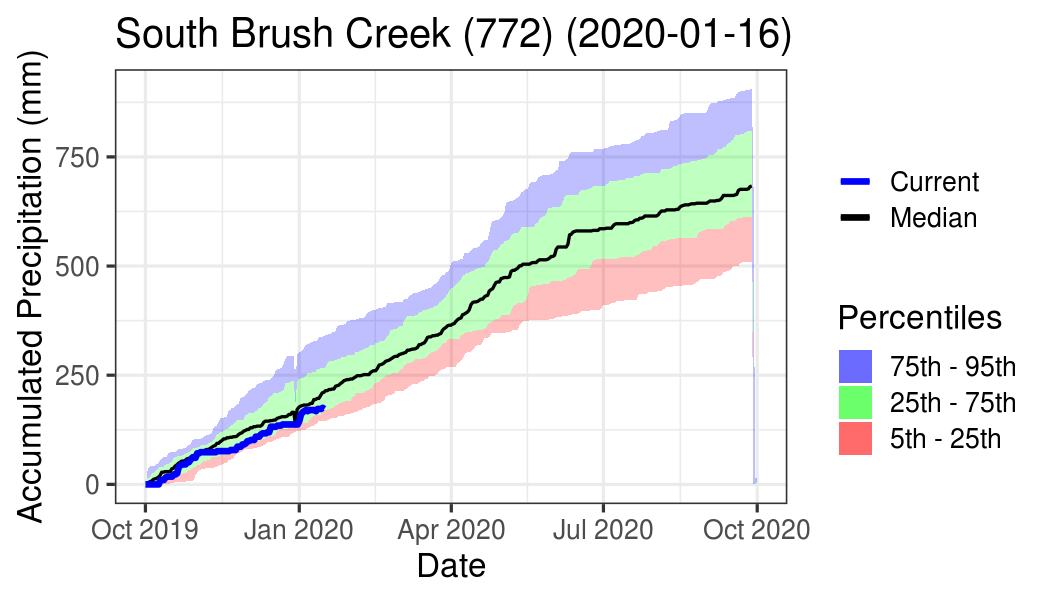 South Brush Creek (772) (2020-01-16)
Accumulated Precipitation (mm)
750
500
250
0
Oct 2019
Jan 2020
Apr 2020
Jul 2020
Oct 2020
Date
Current
Median
Percentiles
75th - 95th
25th - 75th
5th - 25th